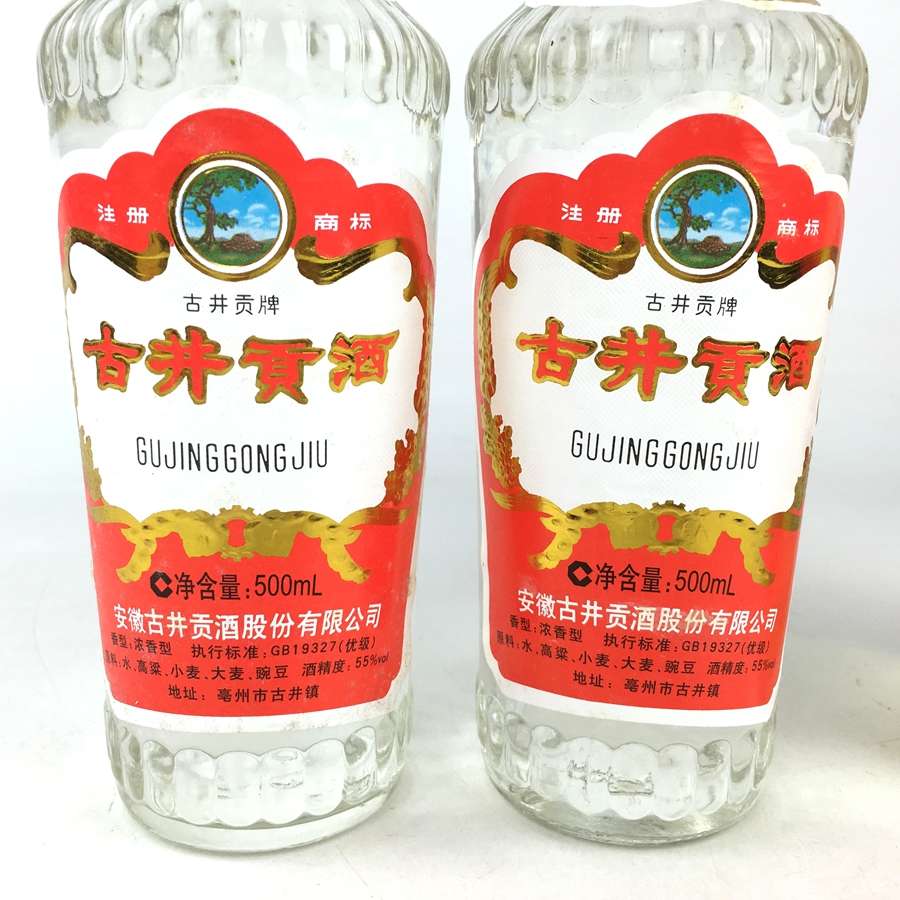 注册 商标
古井贡牌
古井贡酒
GUJINGGONGJIU
净含量:500mL
安徽古井贡酒股份有限公司
香型:浓香型 执行标准:GB19327(优级)
原料:水、高粱、小麦、大麦、豌豆 酒精度:55%vol
地址:亳州市古井镇
注册 商标
古井贡牌
古井贡酒
GUJINGGONGJIU
净含量:500mL
安徽古井贡酒股份有限公司
香型:浓香型 执行标准:GB19327(优级)
原料:水、高粱、小麦、大麦、豌豆 酒精度:55%vol
地址:亳州市古井镇